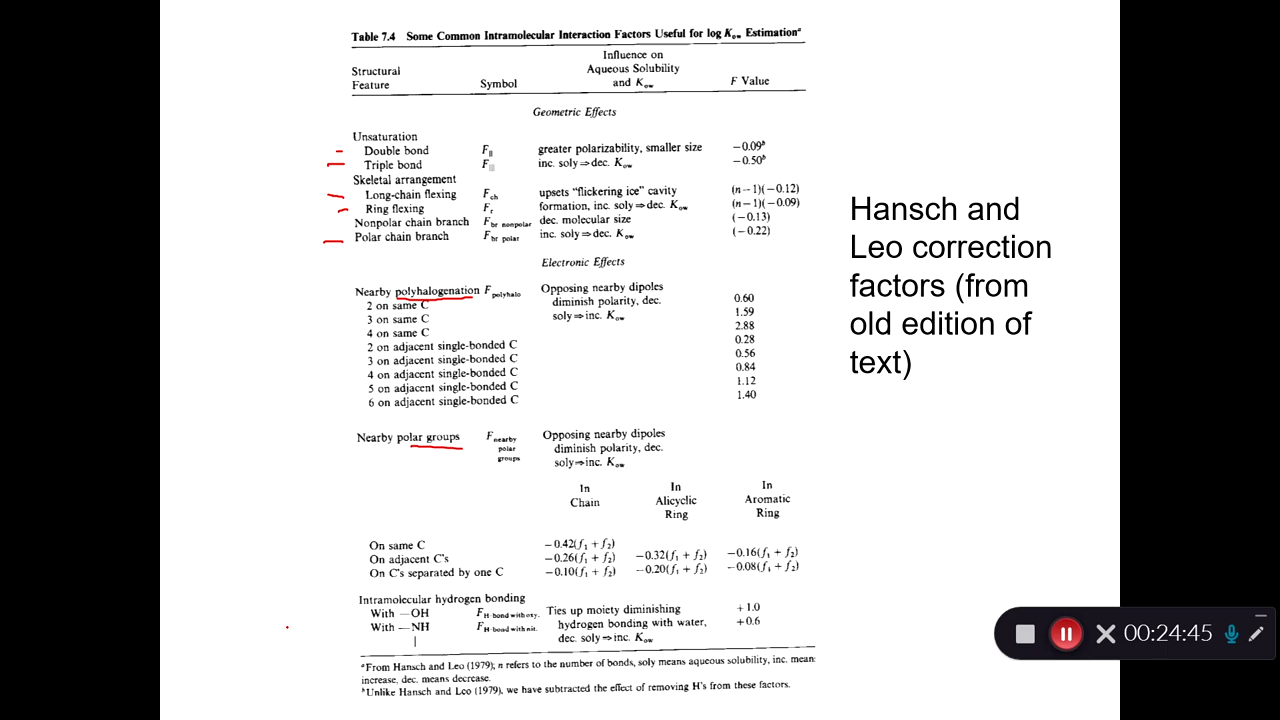 Table 7.4 Some Common Intramolecular Interaction Factors Useful for log Kow Estimationᵃ
Structural Feature Symbol Influence on Aqueous Solubility and Kow F Value
Geometric Effects
Unsaturation
Double bond F‖ greater polarizability, smaller size −0.09ᵇ
Triple bond F inc. soly⇒dec. Kow −0.50ᵇ
Skeletal arrangement
Long-chain flexing Fch upsets “flickering ice” cavity (n−1)(−0.12)
Ring flexing Fr formation, inc. soly⇒dec. Kow (n−1)(−0.09)
Nonpolar chain branch Fbr nonpolar dec. molecular size (−0.13)
Polar chain branch Fbr polar inc. soly⇒dec. Kow (−0.22)
Electronic Effects
Nearby polyhalogenation Fpolyhalo Opposing nearby dipoles
2 on same C diminish polarity, dec. 0.60
3 on same C soly⇒inc. Kow 1.59
4 on same C 2.88
2 on adjacent single-bonded C 0.28
3 on adjacent single-bonded C 0.56
4 on adjacent single-bonded C 0.84
5 on adjacent single-bonded C 1.12
6 on adjacent single-bonded C 1.40
Nearby polar groups Fnearby polar groups Opposing nearby dipoles
diminish polarity, dec.
soly⇒inc. Kow
In Chain In Alicyclic Ring In Aromatic Ring
On same C −0.42(f₁ + f₂)
On adjacent C's −0.26(f₁ + f₂) −0.32(f₁ + f₂) −0.16(f₁ + f₂)
On C's separated by one C −0.10(f₁ + f₂) −0.20(f₁ + f₂) −0.08(f₁ + f₂)
Intramolecular hydrogen bonding
With —OH FH-bond with oxy. Ties up moiety diminishing +1.0
With —NH FH-bond with nit. hydrogen bonding with water, +0.6
| dec. soly⇒inc. Kow
ᵃFrom Hansch and Leo (1979); n refers to the number of bonds, soly means aqueous solubility, inc. mean
increase, dec. means decrease.
ᵇUnlike Hansch and Leo (1979), we have subtracted the effect of removing H's from these factors.
Hansch and
Leo correction
factors (from
old edition of
text)
00:24:45